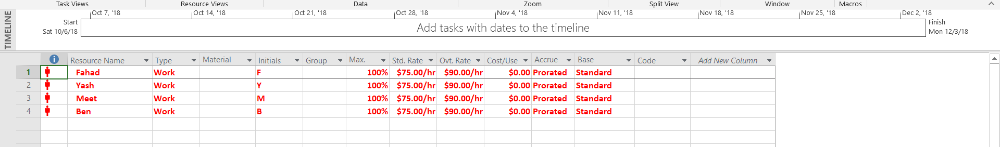 Task Views Resource Views Data Zoom Split View Window Macros
TIMELINE
Oct 7, '18 Oct 14, '18 Oct 21, '18 Oct 28, '18 Nov 4, '18 Nov 11, '18 Nov 18, '18 Nov 25, '18 Dec 2, '18
Start
Sat 10/6/18
Add tasks with dates to the timeline
Finish
Mon 12/3/18
Resource Name Type Material Initials Group Max. Std. Rate Ovt. Rate Cost/Use Accrue Base Code Add New Column
1 Fahad Work F 100% $75.00/hr $90.00/hr $0.00 Prorated Standard
2 Yash Work Y 100% $75.00/hr $90.00/hr $0.00 Prorated Standard
3 Meet Work M 100% $75.00/hr $90.00/hr $0.00 Prorated Standard
4 Ben Work B 100% $75.00/hr $90.00/hr $0.00 Prorated Standard